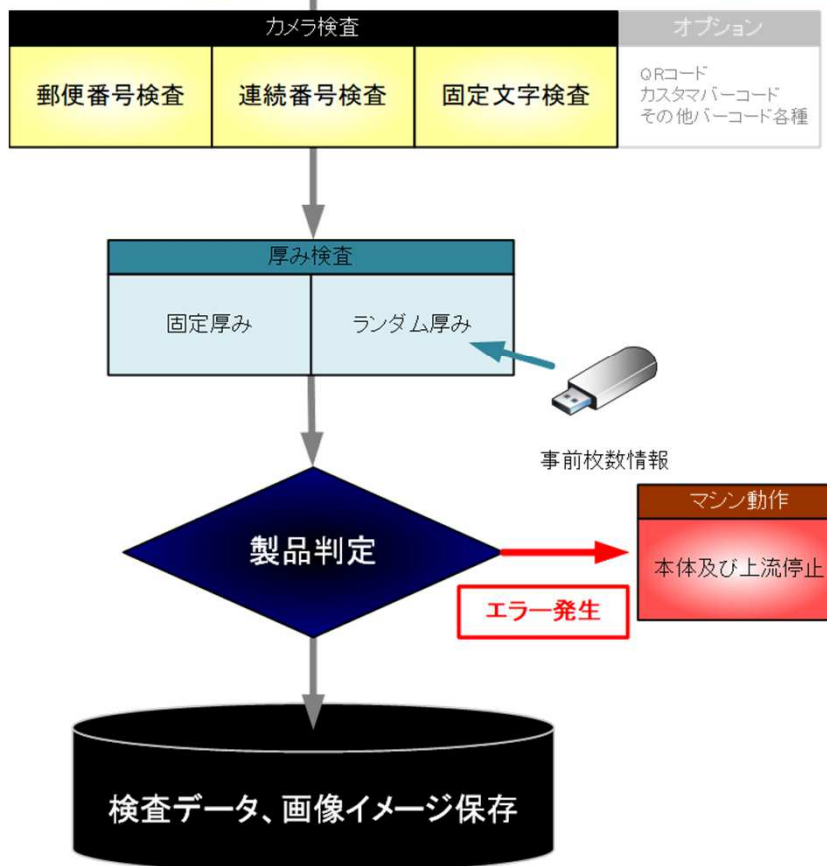 カメラ検査
オプション
郵便番号検査
連続番号検査
固定文字検査
QRコード
カスタマバーコード
その他バーコード各種
厚み検査
固定厚み
ランダム厚み
事前枚数情報
マシン動作
製品判定
本体及び上流停止
エラー発生
検査データ、画像イメージ保存